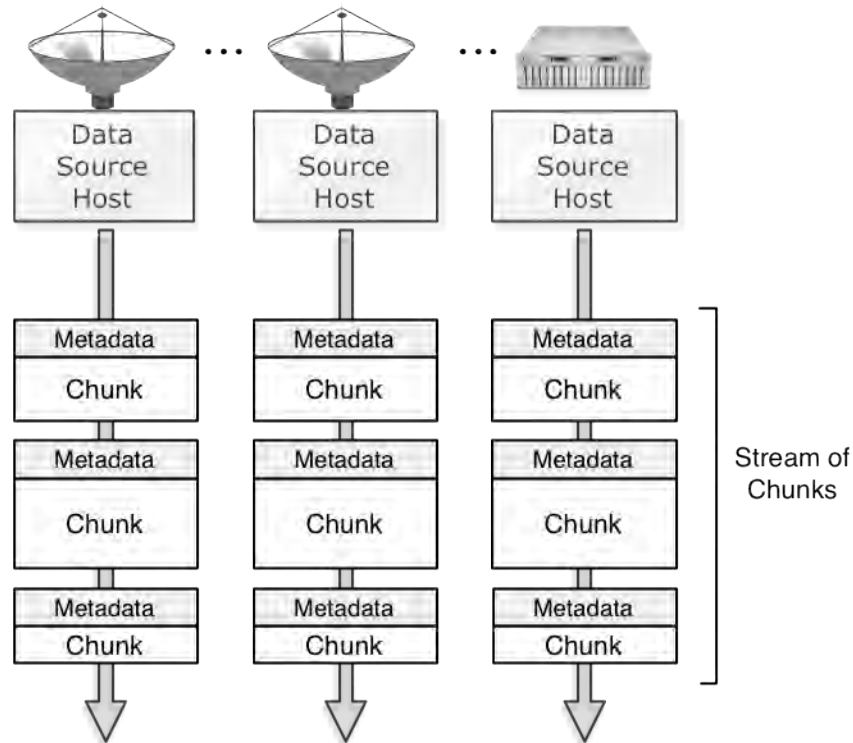 ... ...
Data
Source
Host
Data
Source
Host
Data
Source
Host
Metadata
Chunk
Metadata
Chunk
Metadata
Chunk
Metadata
Chunk
Metadata
Chunk
Metadata
Chunk
Metadata
Chunk
Metadata
Chunk
Metadata
Chunk
Stream of
Chunks